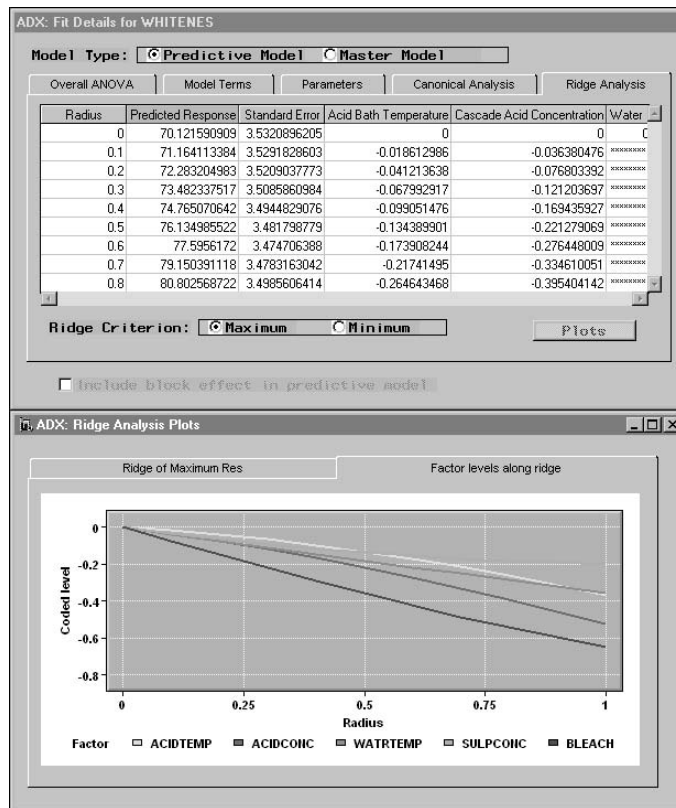 ADX: Fit Details for WHITENES
Model Type: Predictive Model Master Model
Overall ANOVA Model Terms Parameters Canonical Analysis Ridge Analysis
Radius Predicted Response Standard Error Acid Bath Temperature Cascade Acid Concentration Water
0 70.121590909 3.5320896205 0 0 0
0.1 71.164113384 3.5291828603 -0.018612986 -0.036380476 ********
0.2 72.283204983 3.5209037773 -0.041213638 -0.076803392 ********
0.3 73.482337517 3.5085860984 -0.067992917 -0.121203697 ********
0.4 74.765070642 3.4944829076 -0.099051476 -0.169435927 ********
0.5 76.134985522 3.481798779 -0.134389901 -0.221279069 ********
0.6 77.5956172 3.474706388 -0.173908244 -0.276448009 ********
0.7 79.150391118 3.4783163042 -0.21741495 -0.334610051 ********
0.8 80.802568722 3.4985606414 -0.264643468 -0.395404142 ********
Ridge Criterion: Maximum Minimum Plots
Include block effect in predictive model
ADX: Ridge Analysis Plots
Ridge of Maximum Res Factor levels along ridge
0
-0.2
-0.4
-0.6
-0.8
Coded level
0 0.25 0.5 0.75 1
Radius
Factor ACIDTEMP ACIDCONC WATRTEMP SULPCONC BLEACH